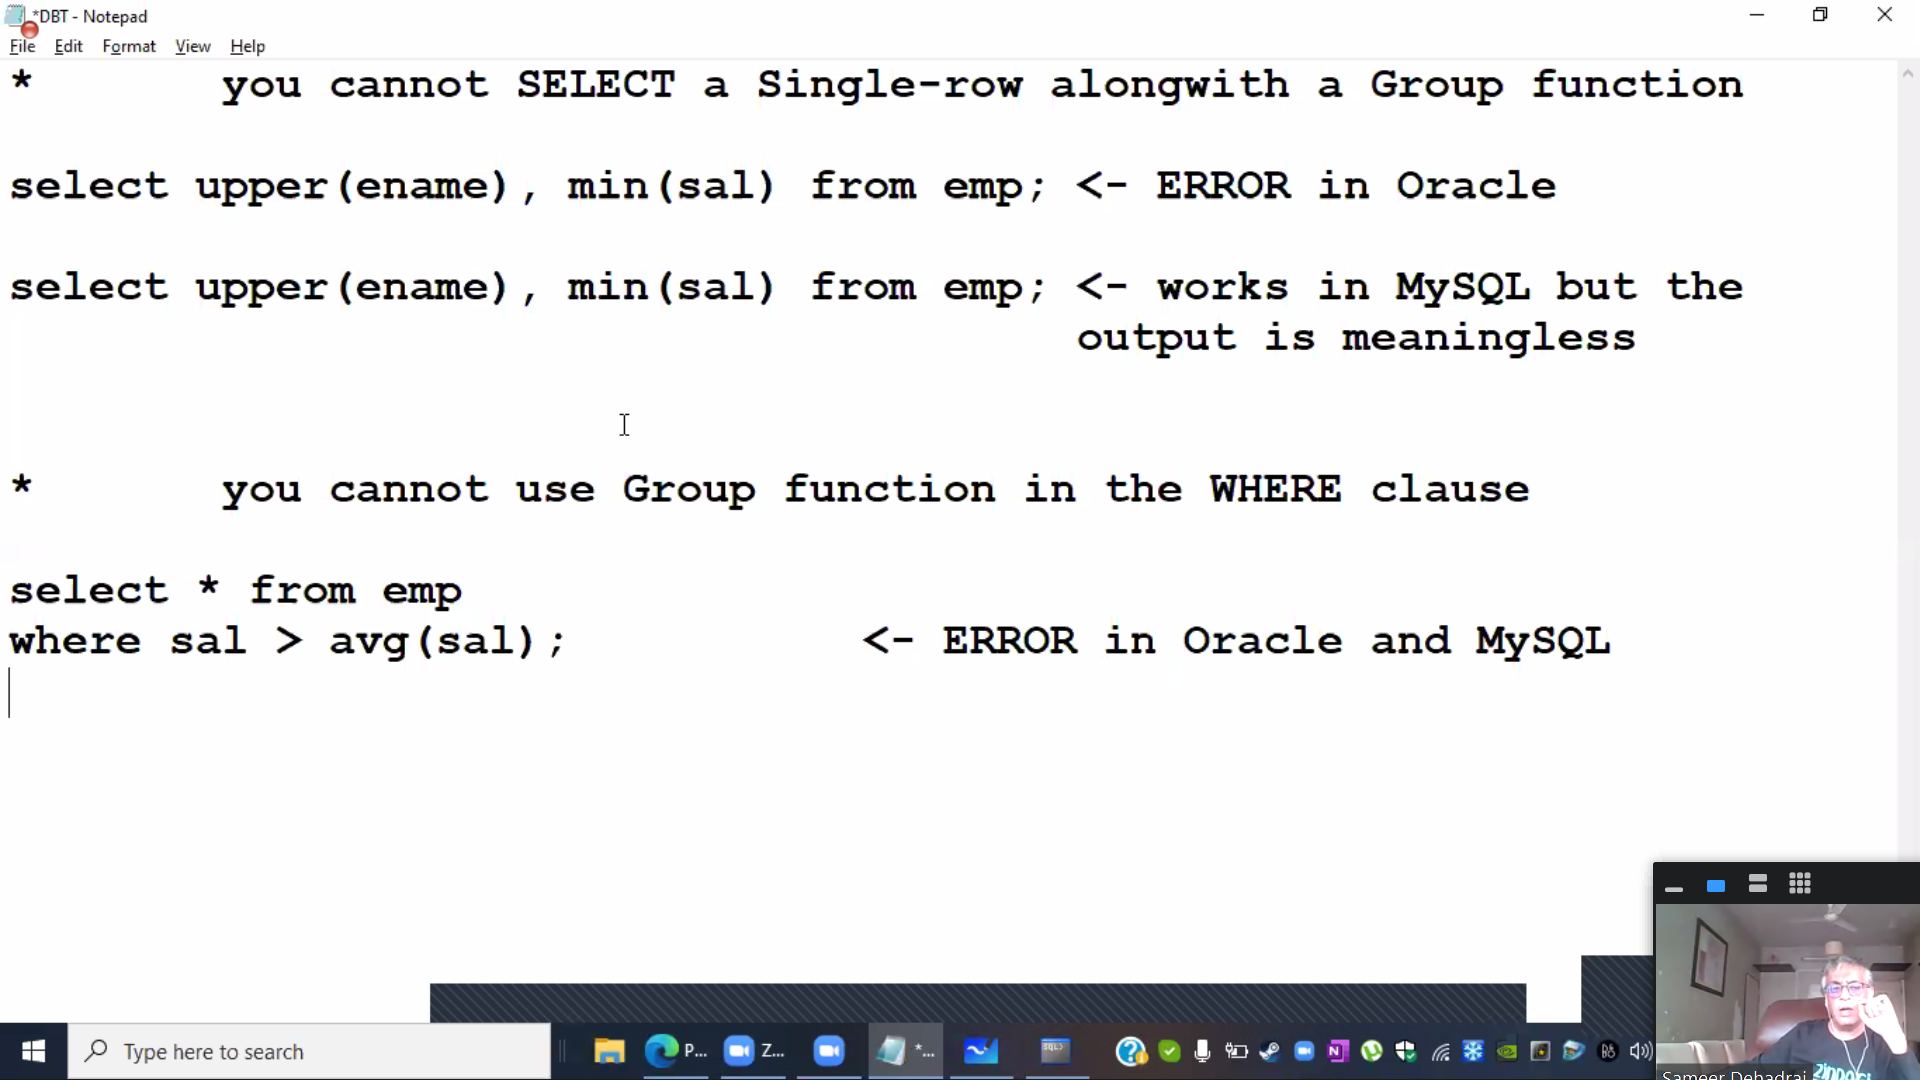 *DBT - Notepad
File Edit Format View Help
* you cannot SELECT a Single-row alongwith a Group function
select upper(ename), min(sal) from emp; <- ERROR in Oracle
select upper(ename), min(sal) from emp; <- works in MySQL but the
output is meaningless
* you cannot use Group function in the WHERE clause
select * from emp
where sal > avg(sal); <- ERROR in Oracle and MySQL
Type here to search
P...
Z...
*...
SQL>